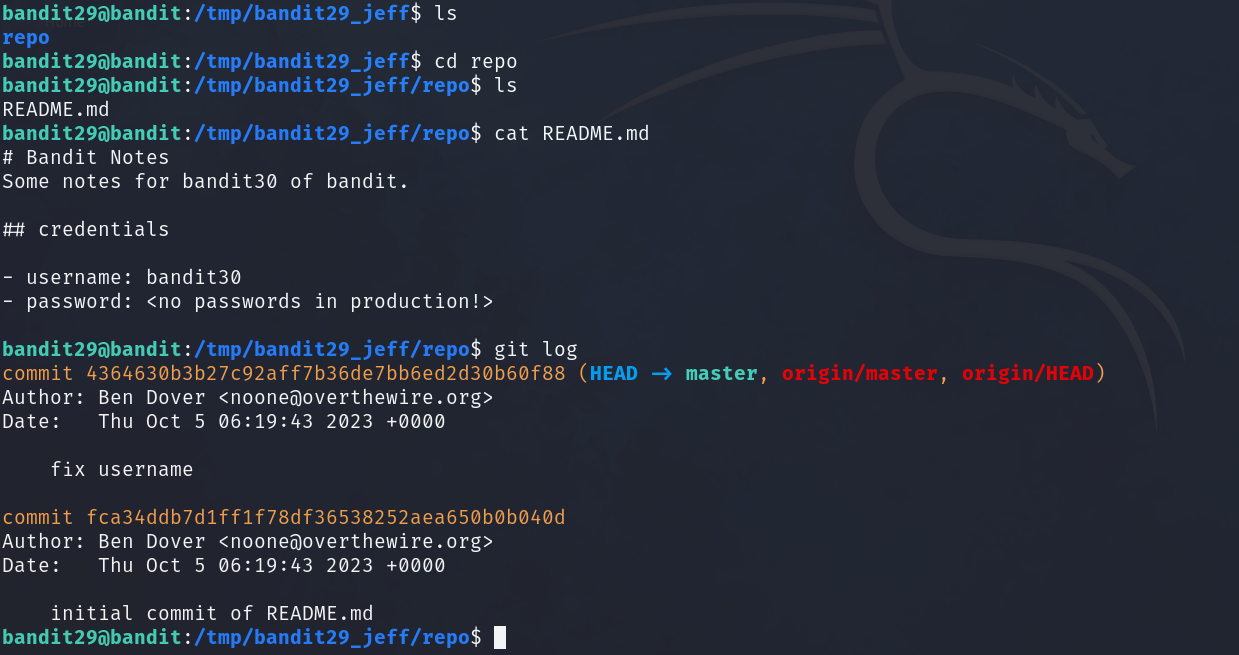 bandit29@bandit:/tmp/bandit29_jeff$ ls
repo
bandit29@bandit:/tmp/bandit29_jeff$ cd repo
bandit29@bandit:/tmp/bandit29_jeff/repo$ ls
README.md
bandit29@bandit:/tmp/bandit29_jeff/repo$ cat README.md
# Bandit Notes
Some notes for bandit30 of bandit.
## credentials
- username: bandit30
- password: <no passwords in production!>
bandit29@bandit:/tmp/bandit29_jeff/repo$ git log
commit 4364630b3b27c92aff7b36de7bb6ed2d30b60f88 (HEAD -> master, origin/master, origin/HEAD)
Author: Ben Dover <noone@overthewire.org>
Date:   Thu Oct 5 06:19:43 2023 +0000
    fix username
commit fca34ddb7d1ff1f78df36538252aea650b0b040d
Author: Ben Dover <noone@overthewire.org>
Date:   Thu Oct 5 06:19:43 2023 +0000
    initial commit of README.md
bandit29@bandit:/tmp/bandit29_jeff/repo$